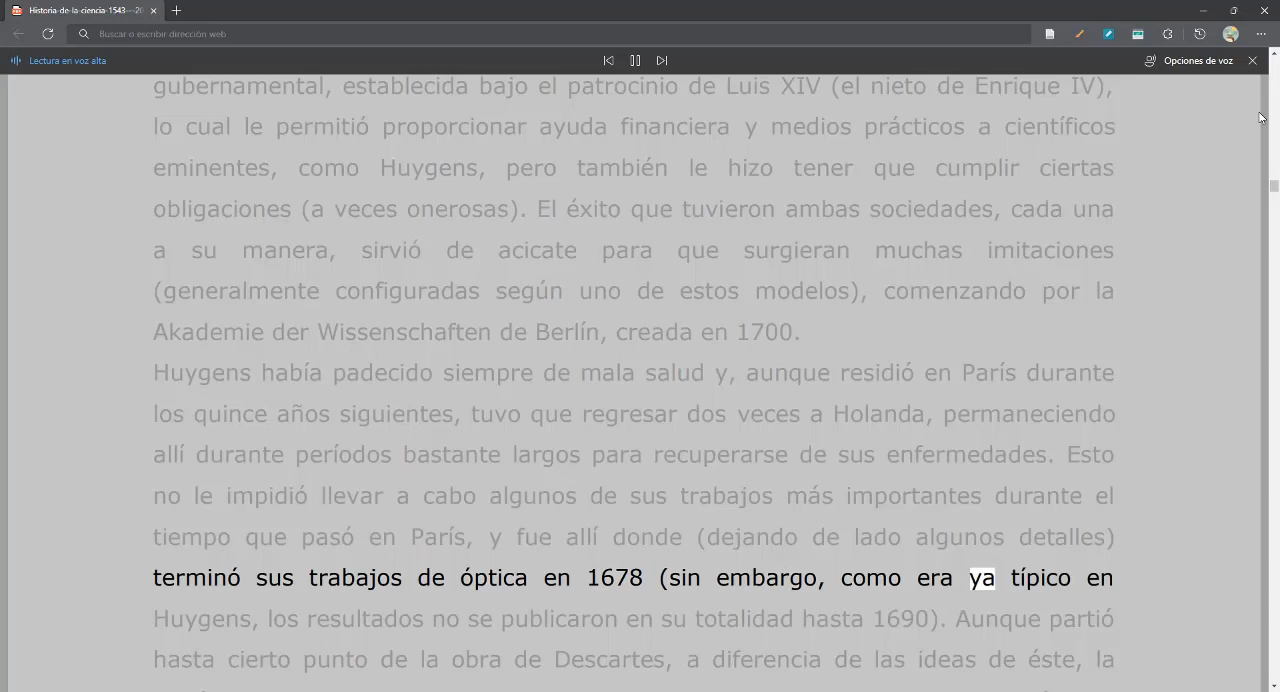 Historia-de-la-ciencia-1543---20
Buscar o escribir dirección web
Lectura en voz alta
Opciones de voz
gubernamental, establecida bajo el patrocinio de Luis XIV (el nieto de Enrique IV),
lo cual le permitió proporcionar ayuda financiera y medios prácticos a científicos
eminentes, como Huygens, pero también le hizo tener que cumplir ciertas
obligaciones (a veces onerosas). El éxito que tuvieron ambas sociedades, cada una
a su manera, sirvió de acicate para que surgieran muchas imitaciones
(generalmente configuradas según uno de estos modelos), comenzando por la
Akademie der Wissenschaften de Berlín, creada en 1700.
Huygens había padecido siempre de mala salud y, aunque residió en París durante
los quince años siguientes, tuvo que regresar dos veces a Holanda, permaneciendo
allí durante períodos bastante largos para recuperarse de sus enfermedades. Esto
no le impidió llevar a cabo algunos de sus trabajos más importantes durante el
tiempo que pasó en París, y fue allí donde (dejando de lado algunos detalles)
terminó sus trabajos de óptica en 1678 (sin embargo, como era ya típico en
Huygens, los resultados no se publicaron en su totalidad hasta 1690). Aunque partió
hasta cierto punto de la obra de Descartes, a diferencia de las ideas de éste, la